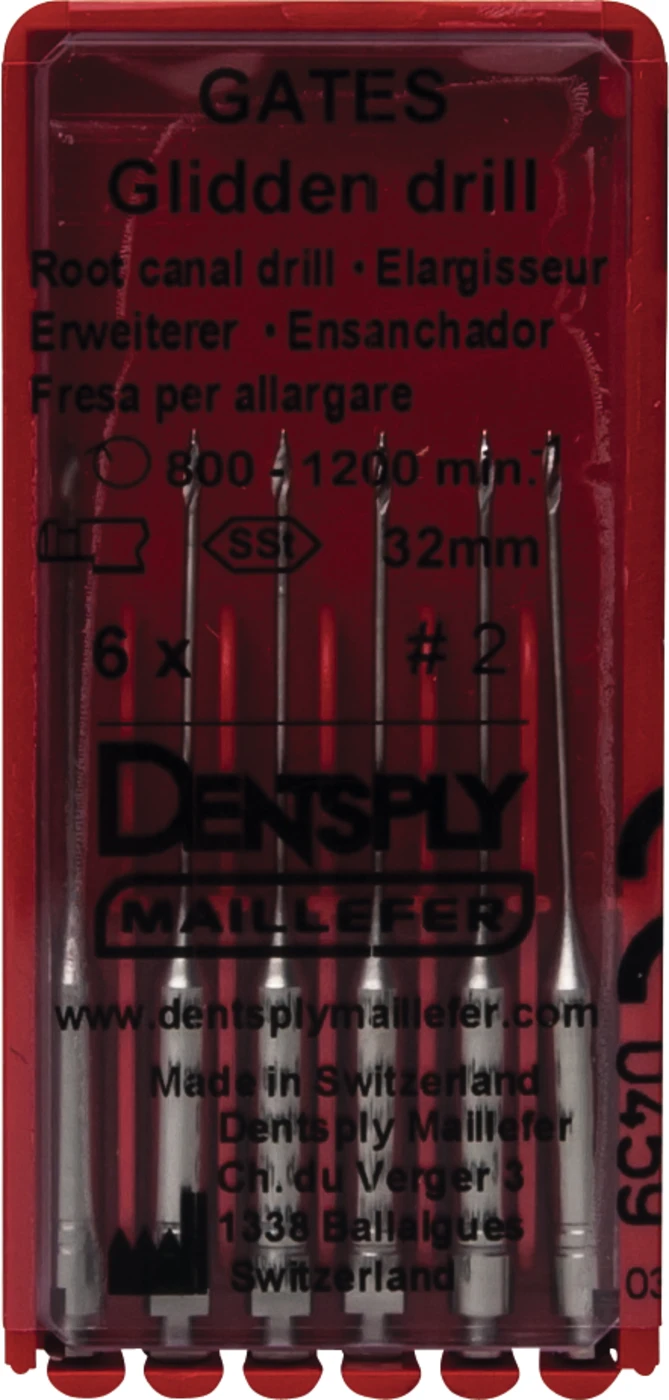 GATES
Glidden drill
Root canal drill · Elargisseur
Erweiterer · Ensanchador
Fresa per allargare
800 - 1200 min.⁻¹
SSt 32mm
6 x # 2
DENTSPLY
MAILLEFER
www.dentsplymaillefer.com
Made in Switzerland
Dentsply Maillefer
Ch. du Verger 3
1338 Ballaigues
Switzerland
CE 0459
03